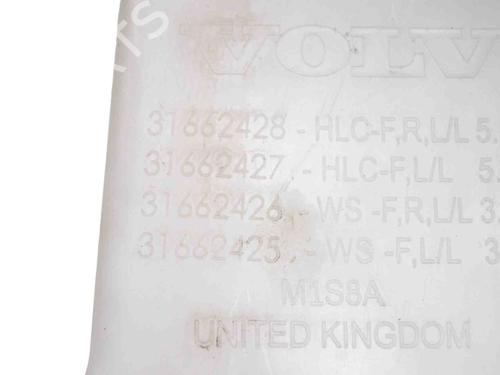 VOLV
31662428 - HLC-F,R,L/L 5.
31662427 - HLC-F,L/L 5.
31662426 - WS -F,R,L/L 3.
31662425 - WS -F,L/L 3
M1S8A
UNITED KINGDOM